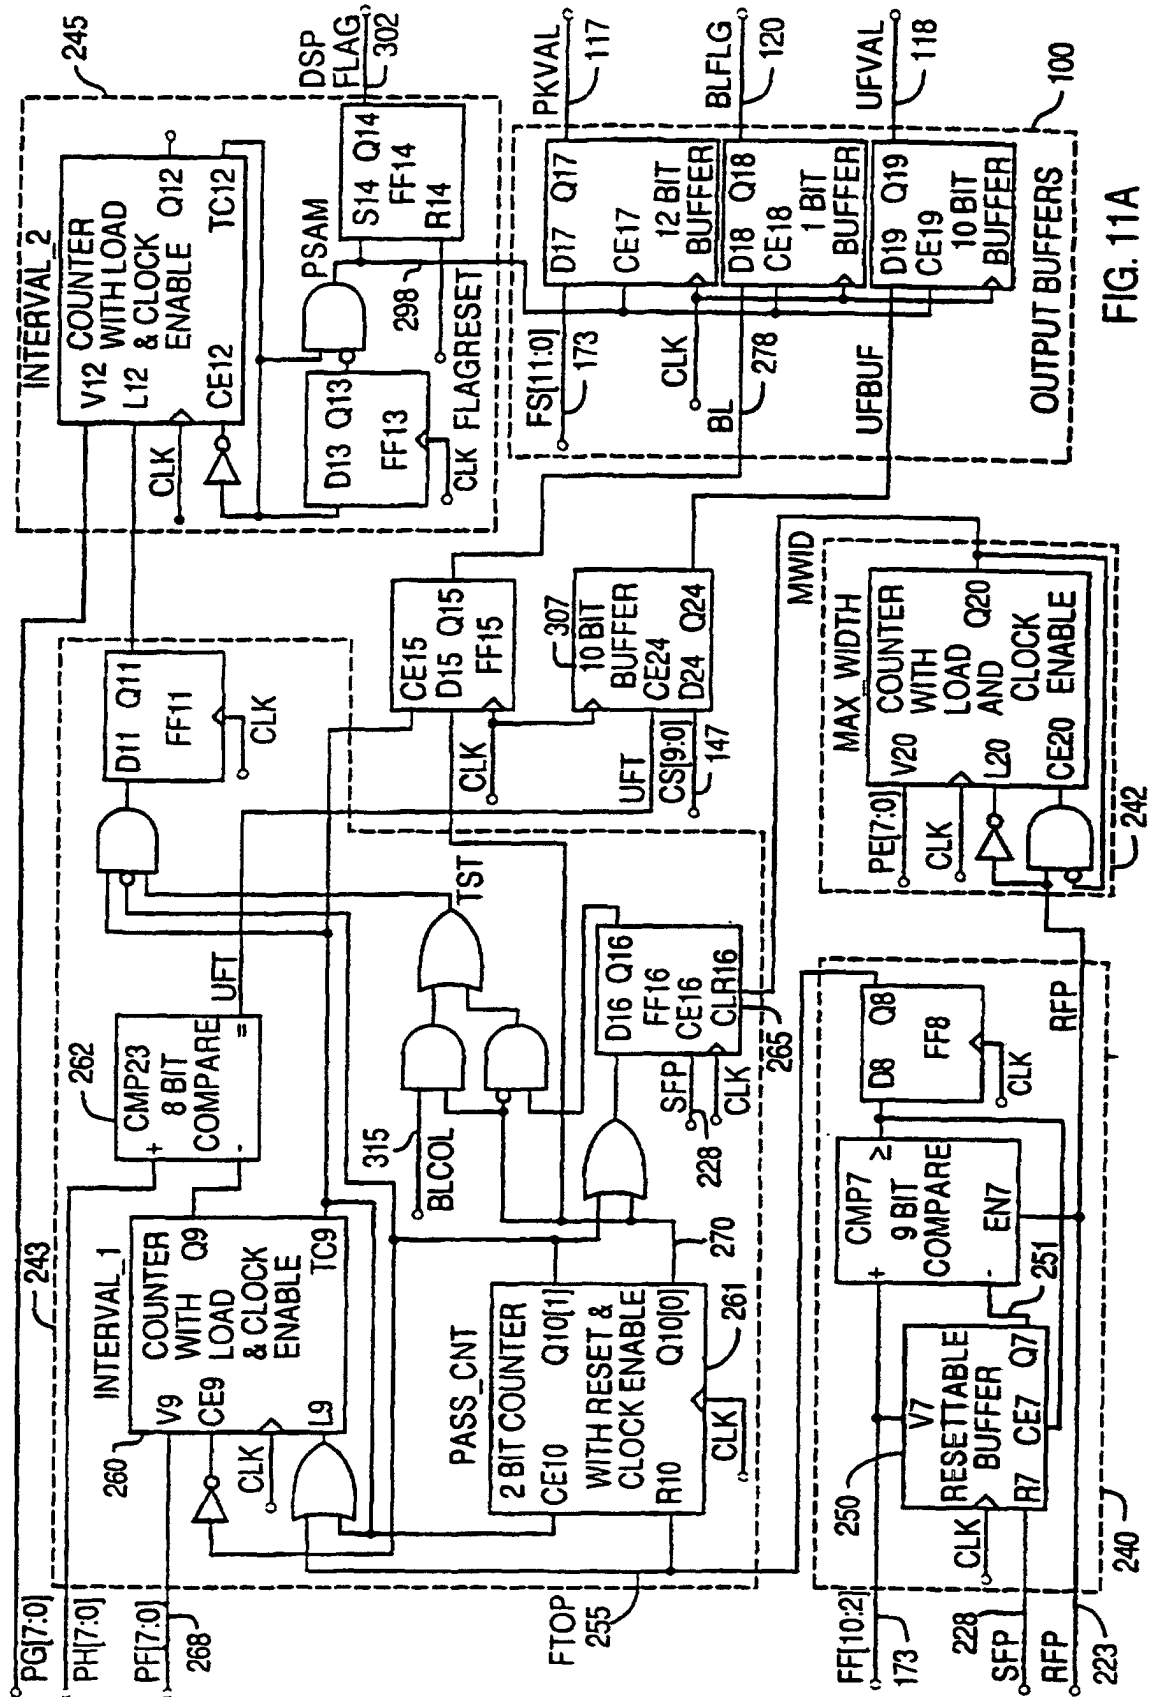 245
INTERVAL_2
COUNTER
WITH LOAD
& CLOCK
ENABLE
V12
L12
CE12
Q12
TC12
CLK
D13 Q13
FF13
CLK
PSAM
298
S14 Q14
FF14
R14
FLAGRESET
DSP
FLAG
302
PKVAL
117
BLFLG
120
UFVAL
118
100
D17 Q17
CE17
12 BIT
BUFFER
D18 Q18
CE18
1 BIT
BUFFER
D19 Q19
CE19
10 BIT
BUFFER
FS[11:0]
173
CLK
BL
278
UFBUF
OUTPUT BUFFERS
FIG. 11A
D11 Q11
FF11
CLK
CE15
D15 Q15
FF15
CLK
307
10 BIT
BUFFER
CE24
D24 Q24
UFT
CS[9:0]
147
MWID
MAX WIDTH
COUNTER
WITH
LOAD
AND
CLOCK
ENABLE
V20
L20
CE20
Q20
PE[7:0]
CLK
242
243
262
CMP23
8 BIT
COMPARE
+
-
=
UFT
INTERVAL_1
COUNTER
WITH
LOAD
& CLOCK
ENABLE
V9
CE9
L9
Q9
TC9
260
CLK
315
BLCOL
TST
D16 Q16
FF16
CE16
CLR16
SFP
228
CLK
265
PASS_CNT
2 BIT COUNTER
CE10
Q10[1]
WITH RESET &
CLOCK ENABLE
R10
Q10[0]
270
261
CLK
PG[7:0]
PH[7:0]
PF[7:0]
268
FTOP
255
D8 Q8
FF8
CLK
RFP
CMP7
9 BIT
COMPARE
+
-
≥
EN7
251
250
V7
RESETTABLE
BUFFER
Q7
CE7
R7
CLK
FF[10:2]
173
228
SFP
RFP
223
240